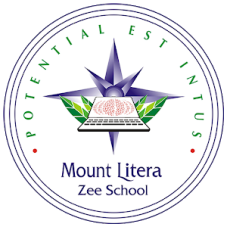 POTENTIAL EST INTUS
Mount Litera
Zee School